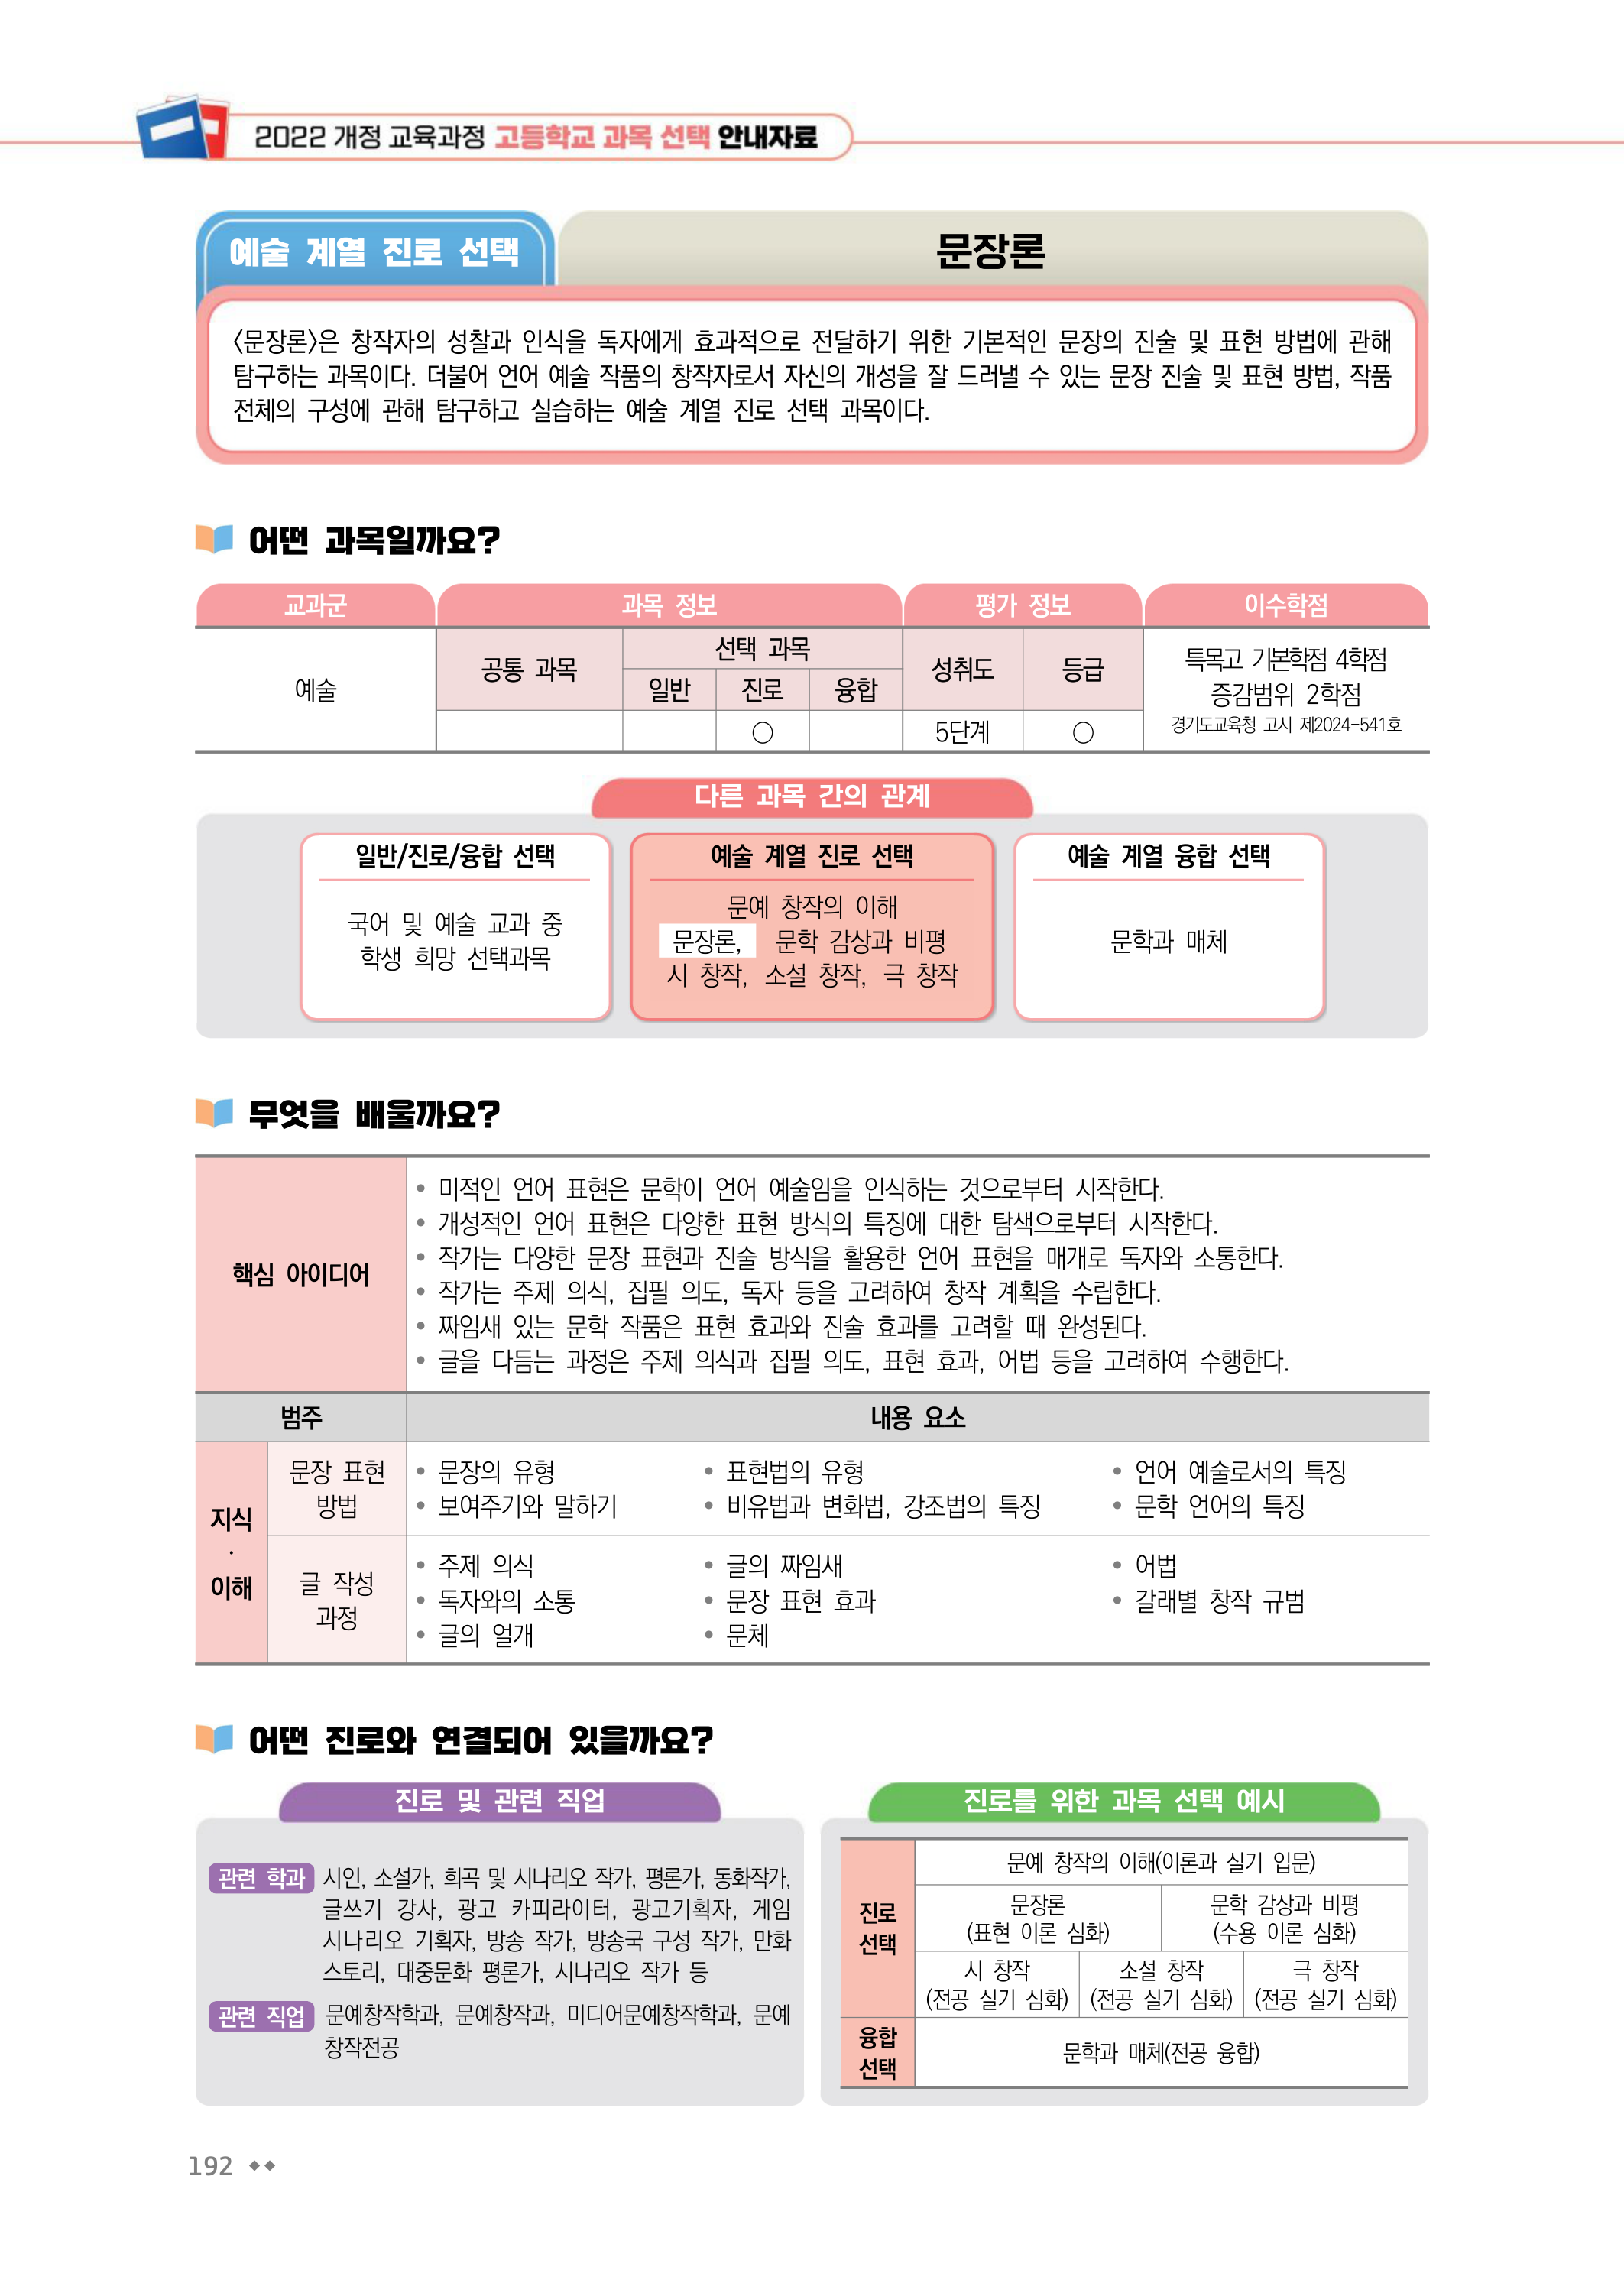 2022 개정 교육과정 고등학교 과목 선택 안내자료
예술 계열 진로 선택
문장론
〈문장론〉은 창작자의 성찰과 인식을 독자에게 효과적으로 전달하기 위한 기본적인 문장의 진술 및 표현 방법에 관해
탐구하는 과목이다. 더불어 언어 예술 작품의 창작자로서 자신의 개성을 잘 드러낼 수 있는 문장 진술 및 표현 방법, 작품
전체의 구성에 관해 탐구하고 실습하는 예술 계열 진로 선택 과목이다.
어떤 과목일까요?
교과군 과목 정보 평가 정보 이수학점
예술
공통 과목
선택 과목
일반 진로 융합
성취도 등급
○ 5단계 ○
특목고 기본학점 4학점
증감범위 2학점
경기도교육청 고시 제2024-541호
다른 과목 간의 관계
일반/진로/융합 선택
국어 및 예술 교과 중
학생 희망 선택과목
예술 계열 진로 선택
문예 창작의 이해
문장론, 문학 감상과 비평
시 창작, 소설 창작, 극 창작
예술 계열 융합 선택
문학과 매체
무엇을 배울까요?
핵심 아이디어
• 미적인 언어 표현은 문학이 언어 예술임을 인식하는 것으로부터 시작한다.
• 개성적인 언어 표현은 다양한 표현 방식의 특징에 대한 탐색으로부터 시작한다.
• 작가는 다양한 문장 표현과 진술 방식을 활용한 언어 표현을 매개로 독자와 소통한다.
• 작가는 주제 의식, 집필 의도, 독자 등을 고려하여 창작 계획을 수립한다.
• 짜임새 있는 문학 작품은 표현 효과와 진술 효과를 고려할 때 완성된다.
• 글을 다듬는 과정은 주제 의식과 집필 의도, 표현 효과, 어법 등을 고려하여 수행한다.
범주 내용 요소
지식
·
이해
문장 표현
방법
• 문장의 유형 • 표현법의 유형 • 언어 예술로서의 특징
• 보여주기와 말하기 • 비유법과 변화법, 강조법의 특징 • 문학 언어의 특징
글 작성
과정
• 주제 의식 • 글의 짜임새 • 어법
• 독자와의 소통 • 문장 표현 효과 • 갈래별 창작 규범
• 글의 얼개 • 문체
어떤 진로와 연결되어 있을까요?
진로 및 관련 직업
관련 학과 시인, 소설가, 희곡 및 시나리오 작가, 평론가, 동화작가,
글쓰기 강사, 광고 카피라이터, 광고기획자, 게임
시나리오 기획자, 방송 작가, 방송국 구성 작가, 만화
스토리, 대중문화 평론가, 시나리오 작가 등
관련 직업 문예창작학과, 문예창작과, 미디어문예창작학과, 문예
창작전공
진로를 위한 과목 선택 예시
진로
선택
문예 창작의 이해(이론과 실기 입문)
문장론 문학 감상과 비평
(표현 이론 심화) (수용 이론 심화)
시 창작 소설 창작 극 창작
(전공 실기 심화) (전공 실기 심화) (전공 실기 심화)
융합
선택
문학과 매체(전공 융합)
192